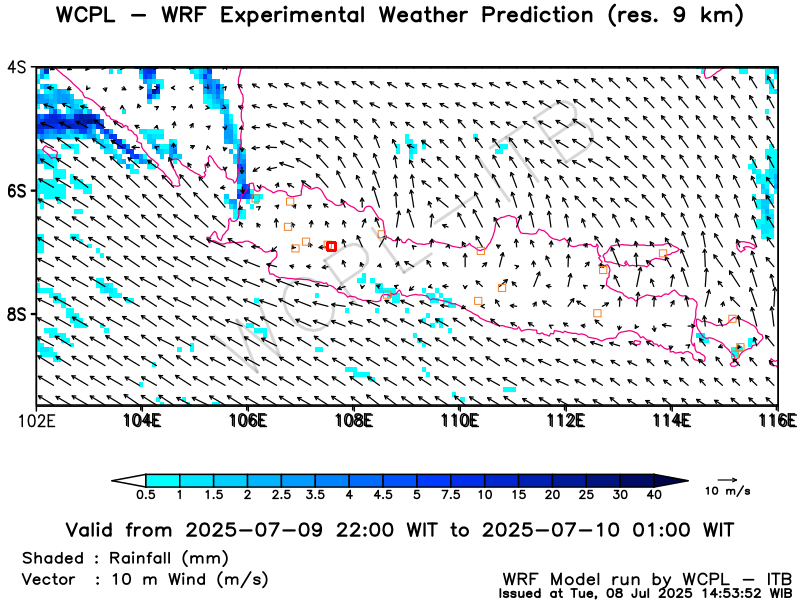 WCPL – WRF Experimental Weather Prediction (res. 9 km)
4S
6S
8S
WCPL-ITB
102E 104E 106E 108E 110E 112E 114E 116E
0.5 1 1.5 2 2.5 3.5 4 4.5 5 7.5 10 15 20 25 30 40
10 m/s
Valid from 2025-07-09 22:00 WIT to 2025-07-10 01:00 WIT
Shaded : Rainfall (mm)
Vector : 10 m Wind (m/s)
WRF Model run by WCPL – ITB
Issued at Tue, 08 Jul 2025 14:53:52 WIB